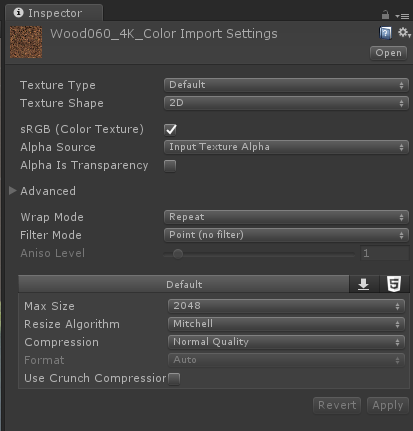 Inspector
Wood060_4K_Color Import Settings
Open
Texture Type Default
Texture Shape 2D
sRGB (Color Texture)
Alpha Source Input Texture Alpha
Alpha Is Transparency
Advanced
Wrap Mode Repeat
Filter Mode Point (no filter)
Aniso Level 1
Default 5
Max Size 2048
Resize Algorithm Mitchell
Compression Normal Quality
Format Auto
Use Crunch Compression
Revert Apply